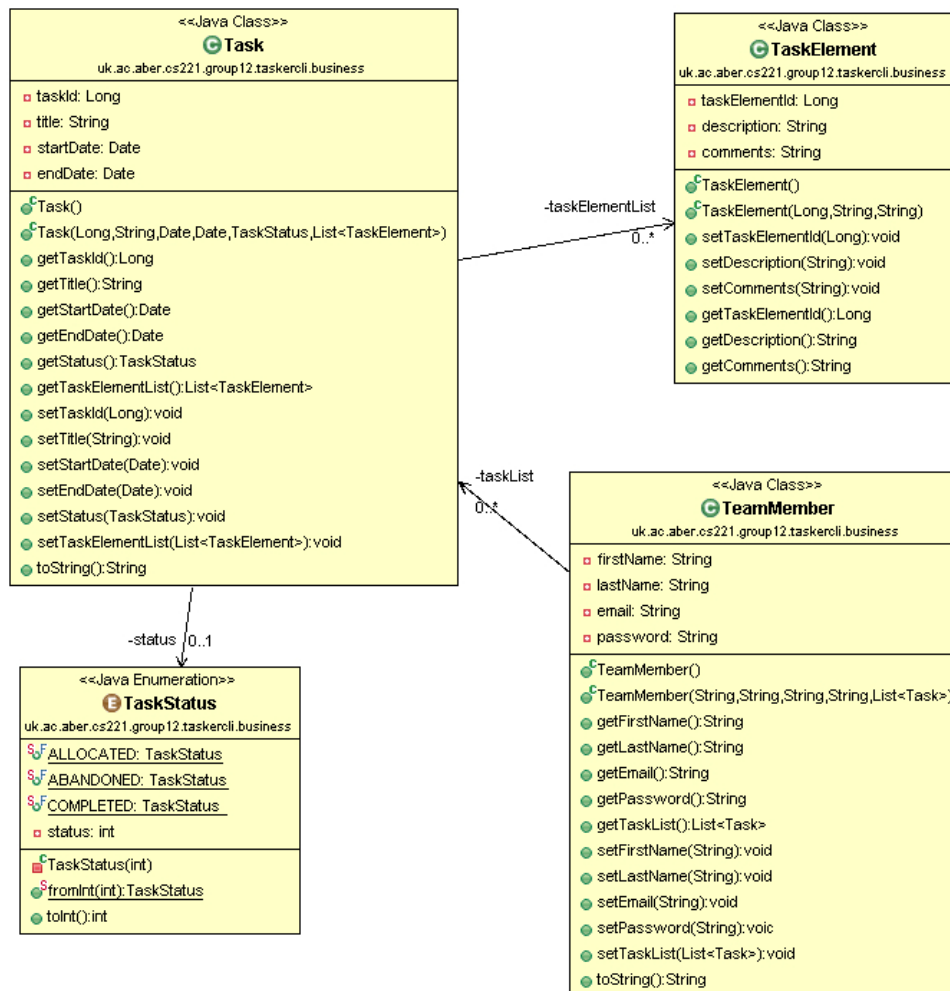 <<Java Class>>
Task
uk.ac.aber.cs221.group12.taskercli.business
taskId: Long
title: String
startDate: Date
endDate: Date
Task()
Task(Long,String,Date,Date,TaskStatus,List<TaskElement>)
getTaskId():Long
getTitle():String
getStartDate():Date
getEndDate():Date
getStatus():TaskStatus
getTaskElementList():List<TaskElement>
setTaskId(Long):void
setTitle(String):void
setStartDate(Date):void
setEndDate(Date):void
setStatus(TaskStatus):void
setTaskElementList(List<TaskElement>):void
toString():String
-taskElementList
0..*
<<Java Class>>
TaskElement
uk.ac.aber.cs221.group12.taskercli.business
taskElementId: Long
description: String
comments: String
TaskElement()
TaskElement(Long,String,String)
setTaskElementId(Long):void
setDescription(String):void
setComments(String):void
getTaskElementId():Long
getDescription():String
getComments():String
-taskList
0..*
-status 0..1
<<Java Enumeration>>
TaskStatus
uk.ac.aber.cs221.group12.taskercli.business
ALLOCATED: TaskStatus
ABANDONED: TaskStatus
COMPLETED: TaskStatus
status: int
TaskStatus(int)
fromInt(int):TaskStatus
toInt():int
<<Java Class>>
TeamMember
uk.ac.aber.cs221.group12.taskercli.business
firstName: String
lastName: String
email: String
password: String
TeamMember()
TeamMember(String,String,String,String,List<Task>)
getFirstName():String
getLastName():String
getEmail():String
getPassword():String
getTaskList():List<Task>
setFirstName(String):void
setLastName(String):void
setEmail(String):void
setPassword(String):voic
setTaskList(List<Task>):void
toString():String